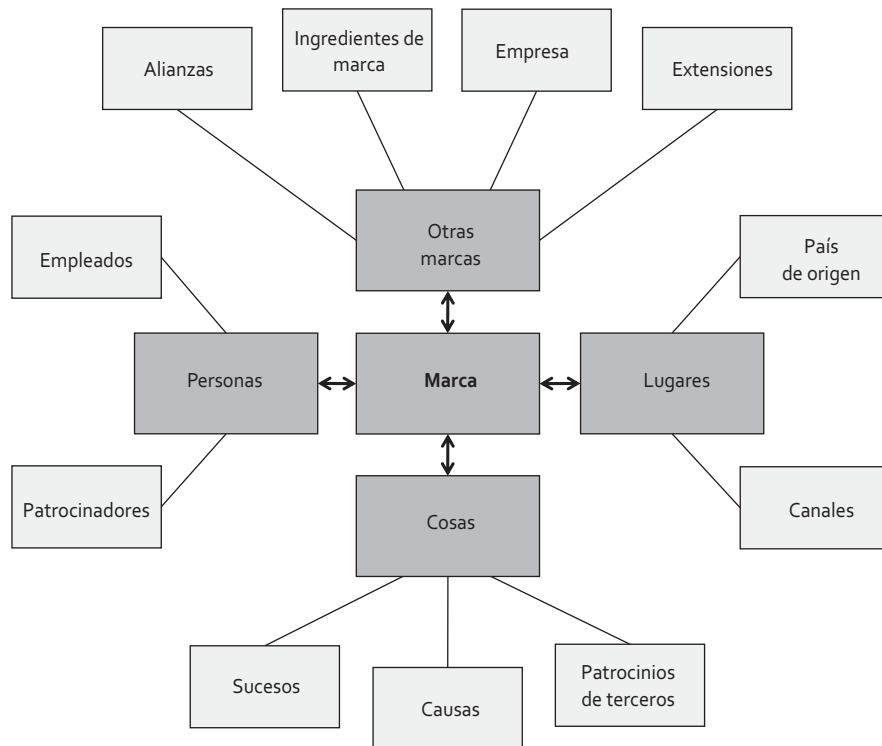 Ingredientes de
marca
Empresa
Alianzas
Extensiones
Otras
marcas
Empleados
País
de origen
Personas
Marca
Lugares
Patrocinadores
Canales
Cosas
Sucesos
Causas
Patrocinios
de terceros